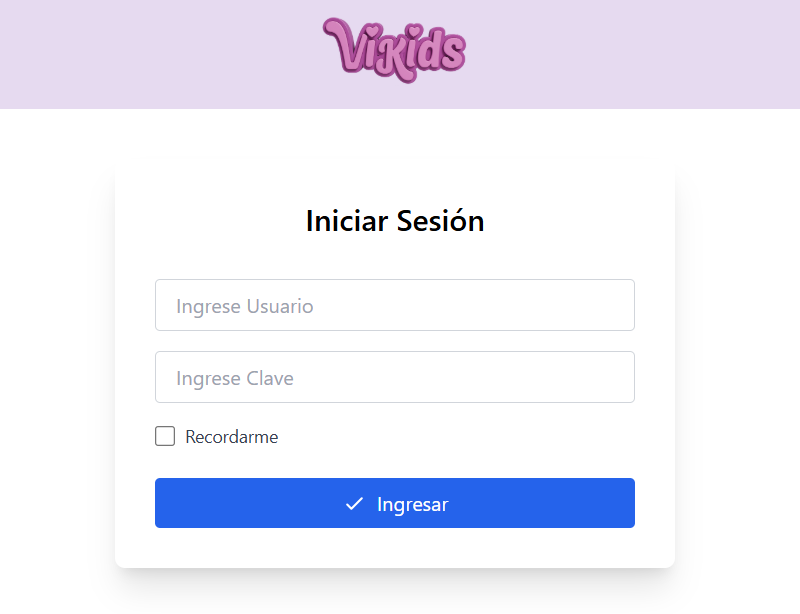 ViKids
Iniciar Sesión
Ingrese Usuario
Ingrese Clave
Recordarme
Ingresar